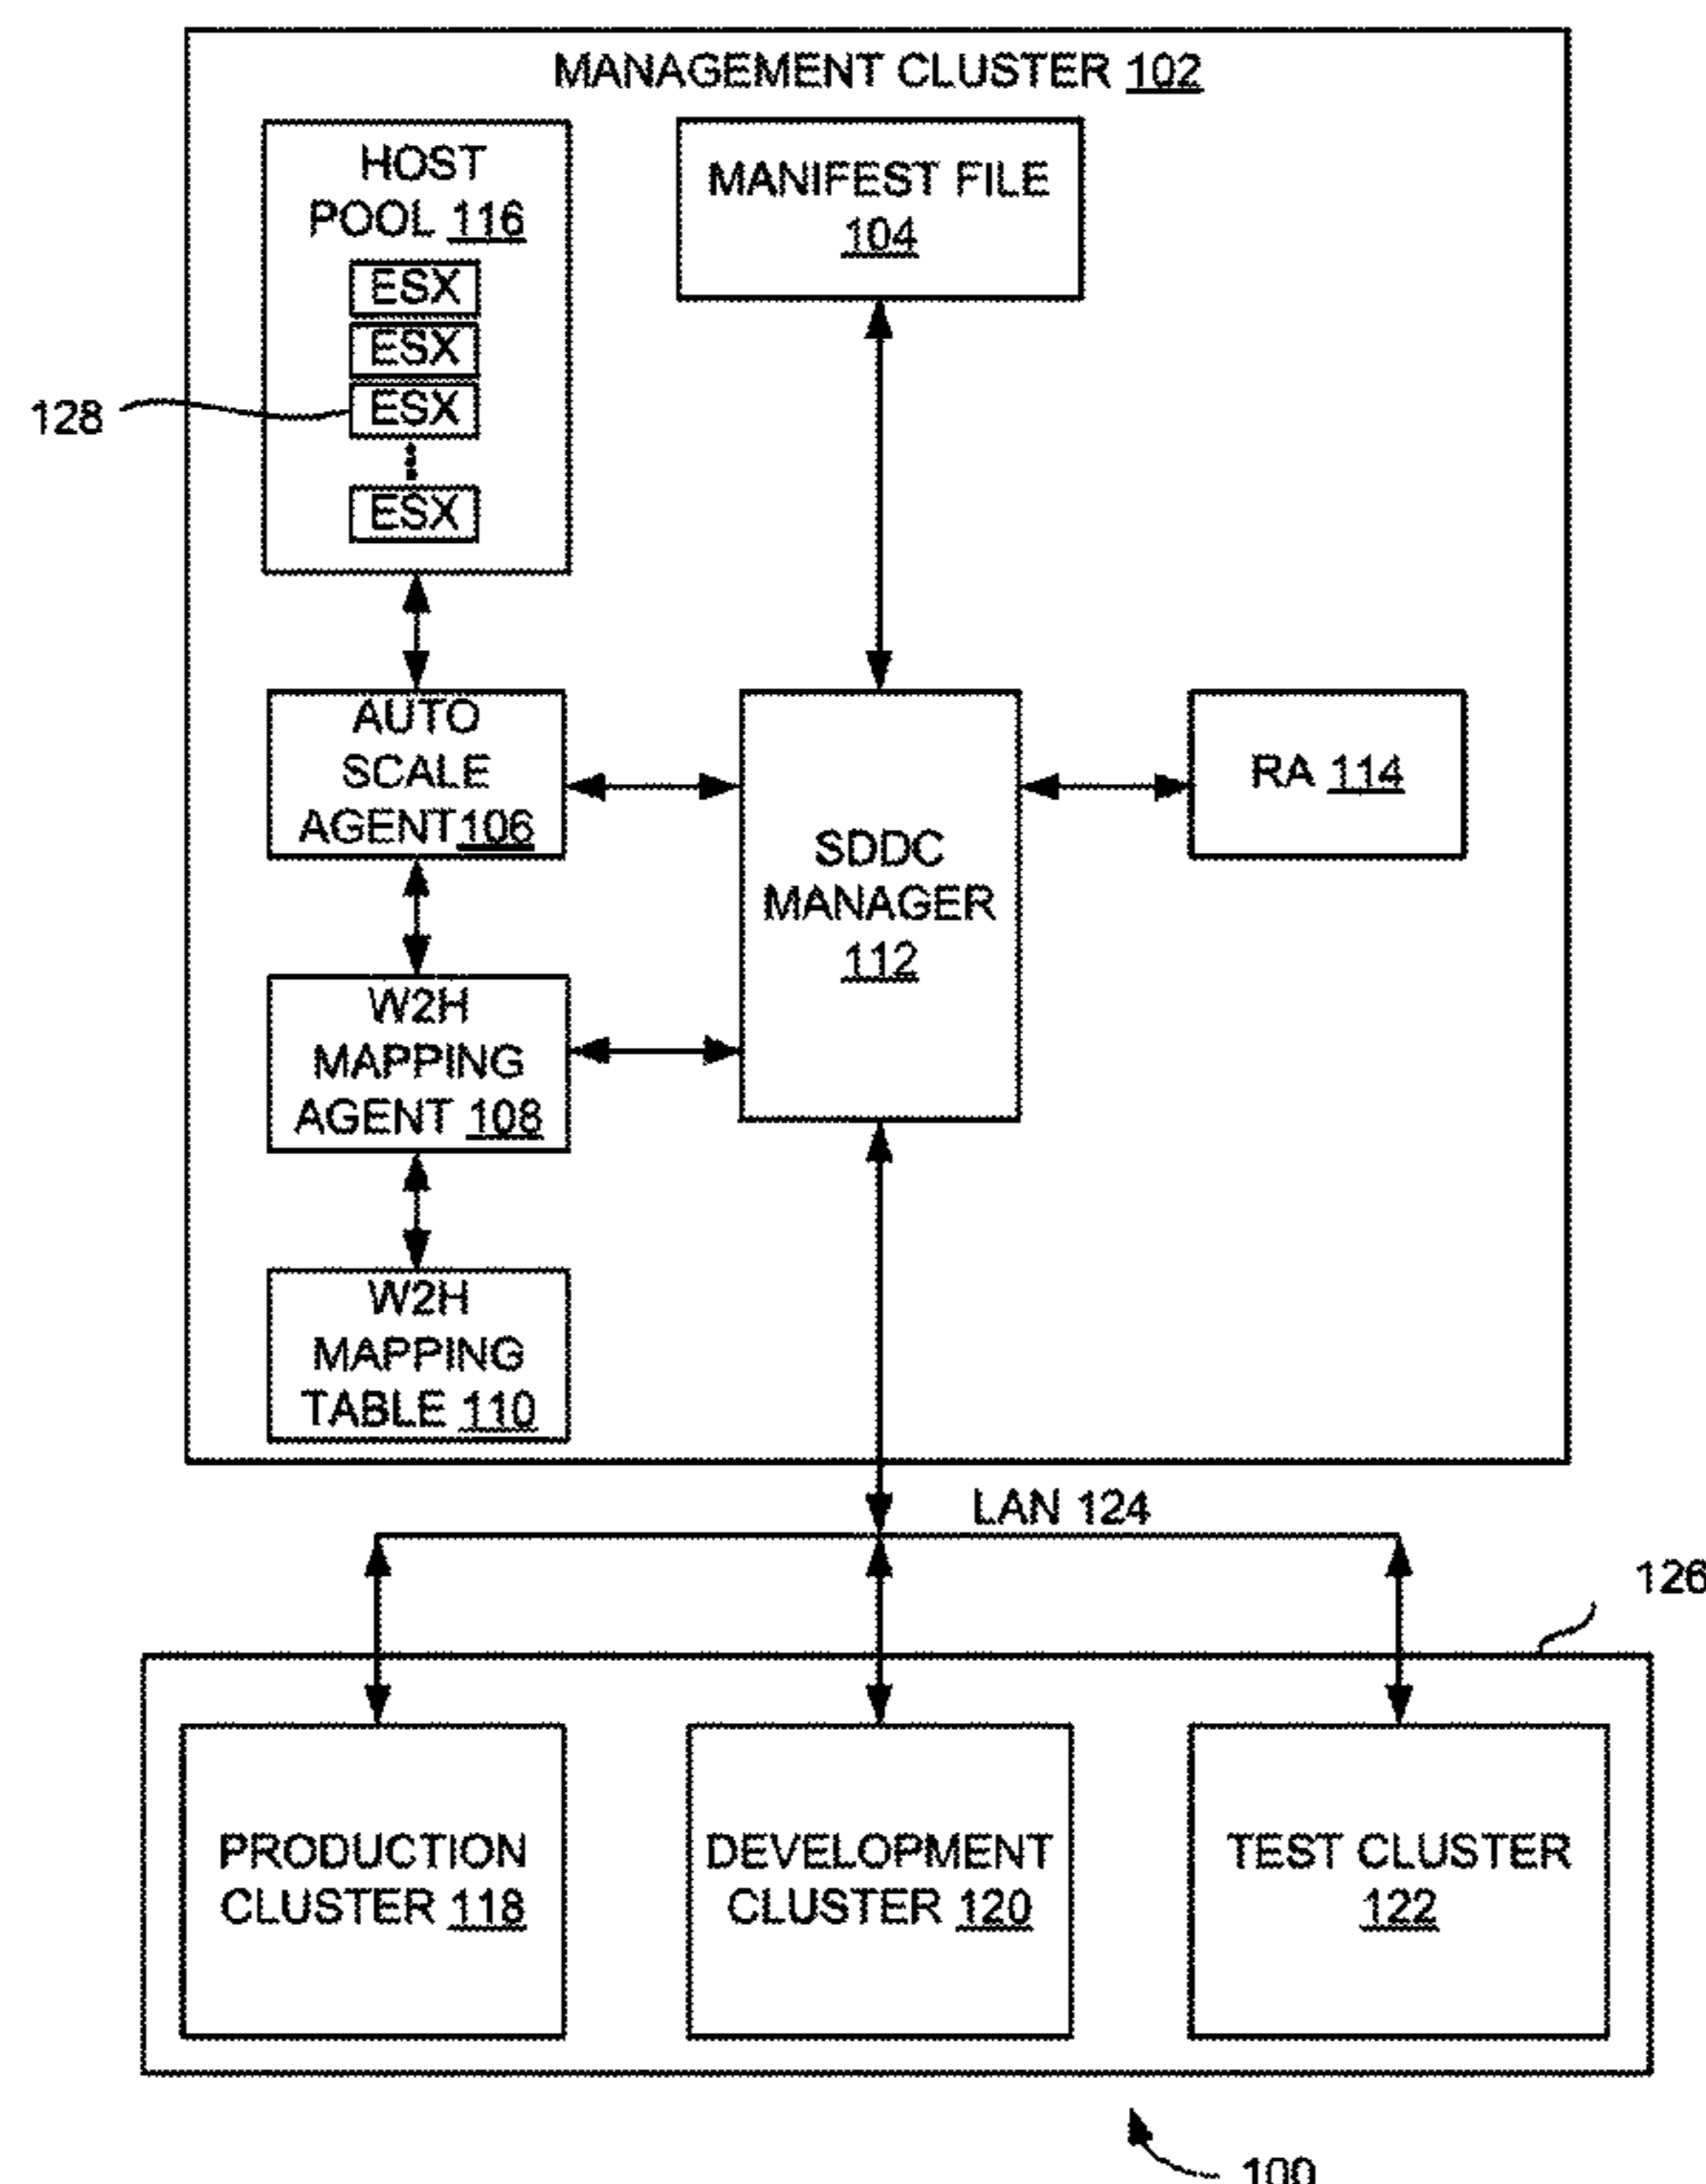 MANAGEMENT CLUSTER 102
HOST
POOL 116
ESX
ESX
ESX
ESX
128
MANIFEST FILE
104
AUTO
SCALE
AGENT106
SDDC
MANAGER
112
RA 114
W2H
MAPPING
AGENT 108
W2H
MAPPING
TABLE 110
LAN 124
126
PRODUCTION
CLUSTER 118
DEVELOPMENT
CLUSTER 120
TEST CLUSTER
122
100